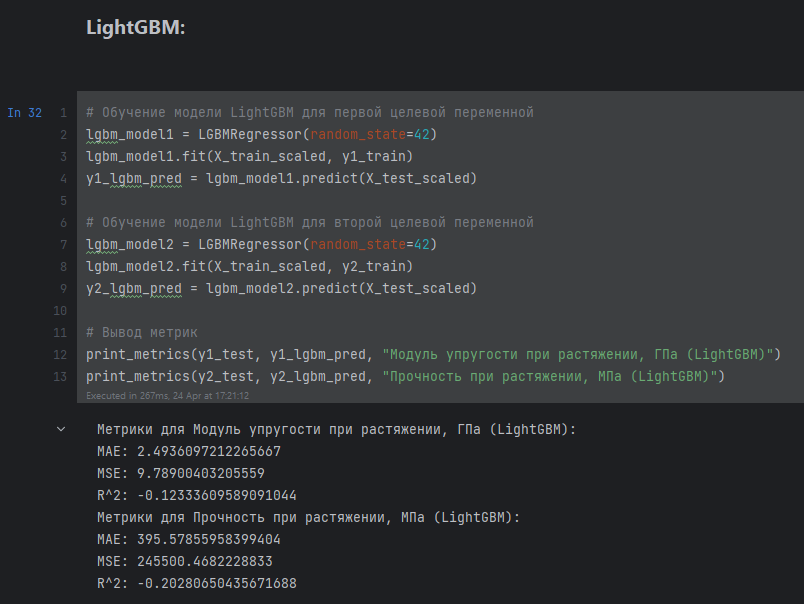 LightGBM:
In 32
1 # Обучение модели LightGBM для первой целевой переменной
2 lgbm_model1 = LGBMRegressor(random_state=42)
3 lgbm_model1.fit(X_train_scaled, y1_train)
4 y1_lgbm_pred = lgbm_model1.predict(X_test_scaled)
5
6 # Обучение модели LightGBM для второй целевой переменной
7 lgbm_model2 = LGBMRegressor(random_state=42)
8 lgbm_model2.fit(X_train_scaled, y2_train)
9 y2_lgbm_pred = lgbm_model2.predict(X_test_scaled)
10
11 # Вывод метрик
12 print_metrics(y1_test, y1_lgbm_pred, "Модуль упругости при растяжении, ГПа (LightGBM)")
13 print_metrics(y2_test, y2_lgbm_pred, "Прочность при растяжении, МПа (LightGBM)")
Executed in 267ms, 24 Apr at 17:21:12
Метрики для Модуль упругости при растяжении, ГПа (LightGBM):
MAE: 2.4936097212265667
MSE: 9.78900403205559
R^2: -0.12333609589091044
Метрики для Прочность при растяжении, МПа (LightGBM):
MAE: 395.57855958399404
MSE: 245500.4682228833
R^2: -0.20280650435671688